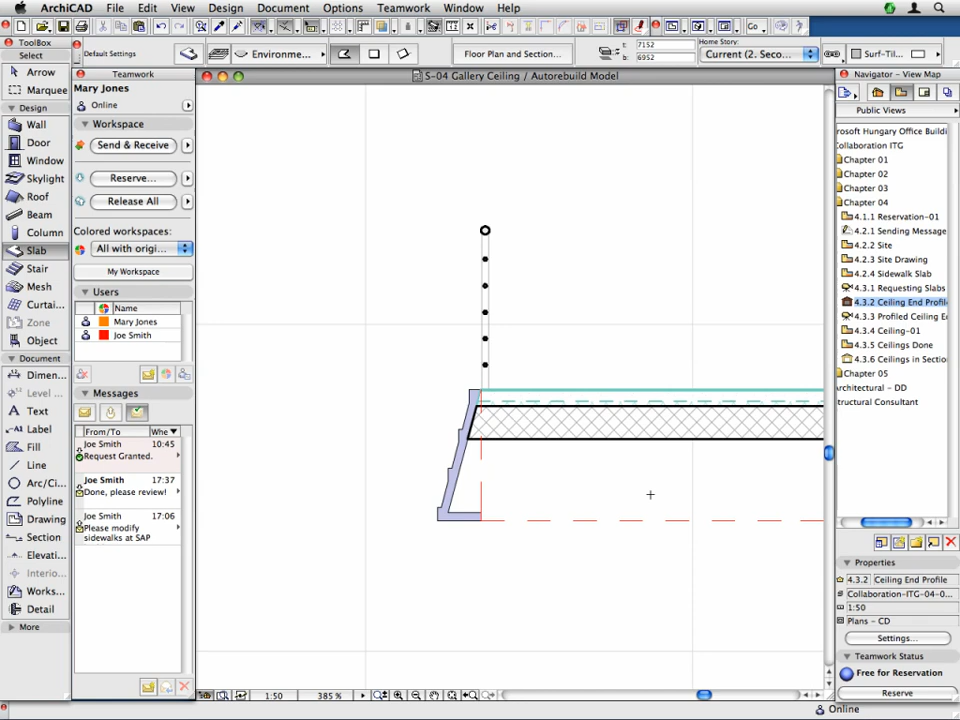 ArchiCAD File Edit View Design Document Options Teamwork Window Help
Go
ToolBox
Select
Arrow
Marquee
Design
Wall
Door
Window
Skylight
Roof
Beam
Column
Slab
Stair
Mesh
Curtai...
Zone
Object
Document
Dimen...
Level ...
Text
Label
Fill
Line
Arc/Ci...
Polyline
Drawing
Section
Elevati...
Interio...
Works...
Detail
More
Default Settings
Environme...
Floor Plan and Section...
t: 7152
b: 6952
Home Story:
Current (2. Seco...
Surf-Til...
Teamwork
Mary Jones
Online
Workspace
Send & Receive
Reserve...
Release All
Colored workspaces:
All with origi...
My Workspace
Users
Name
Mary Jones
Joe Smith
Messages
From/To Whe
Joe Smith 10:45
Request Granted.
Joe Smith 17:37
Done, please review!
Joe Smith 17:06
Please modify
sidewalks at SAP
S-04 Gallery Ceiling / Autorebuild Model
1:50 385 %
Navigator - View Map
Public Views
rosoft Hungary Office Buildi
Collaboration ITG
Chapter 01
Chapter 02
Chapter 03
Chapter 04
4.1.1 Reservation-01
4.2.1 Sending Message
4.2.2 Site
4.2.3 Site Drawing
4.2.4 Sidewalk Slab
4.3.1 Requesting Slabs
4.3.2 Ceiling End Profile
4.3.3 Profiled Ceiling E
4.3.4 Ceiling-01
4.3.5 Ceilings Done
4.3.6 Ceilings in Sectio
Chapter 05
Architectural - DD
tructural Consultant
Properties
4.3.2 Ceiling End Profile
Collaboration-ITG-04-0...
1:50
Plans - CD
Settings...
Teamwork Status
Free for Reservation
Reserve
Online